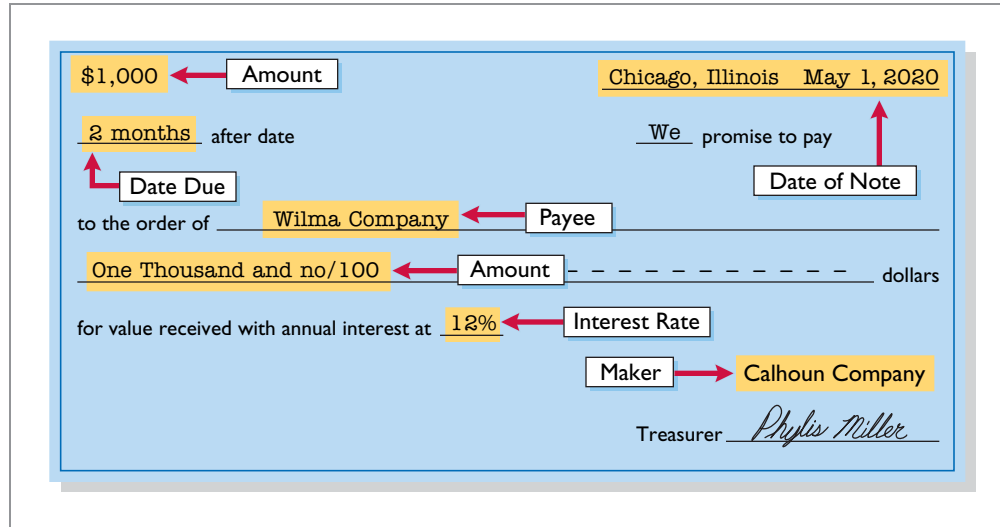 $1,000 Amount Chicago, Illinois May 1, 2020
2 months after date We promise to pay
Date Due Date of Note
to the order of Wilma Company Payee
One Thousand and no/100 Amount – – – – – – – – – – – dollars
for value received with annual interest at 12% Interest Rate
Maker Calhoun Company
Treasurer Phylis Miller